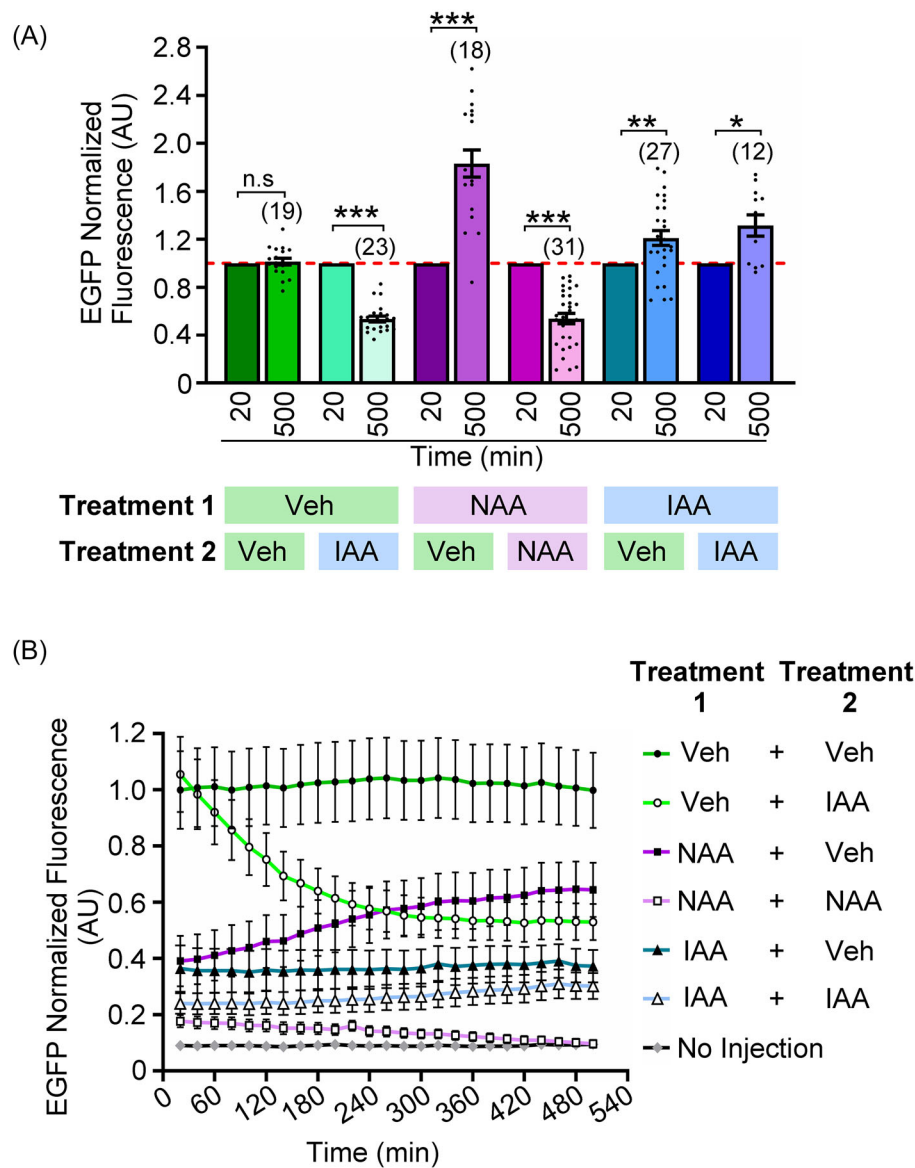 (A)
EGFP Normalized
Fluorescence (AU)
2.8
2.4
2.0
1.6
1.2
0.8
0.4
0
n.s
(19)
***
(23)
***
(18)
***
(31)
**
(27)
*
(12)
20 500 20 500 20 500 20 500 20 500 20 500
Time (min)
Treatment 1 Veh NAA IAA
Treatment 2 Veh IAA Veh NAA Veh IAA
(B)
EGFP Normalized Fluorescence
(AU)
1.2
1.0
0.8
0.6
0.4
0.2
0
0 60 120 180 240 300 360 420 480 540
Time (min)
Treatment Treatment
1 2
Veh + Veh
Veh + IAA
NAA + Veh
NAA + NAA
IAA + Veh
IAA + IAA
No Injection